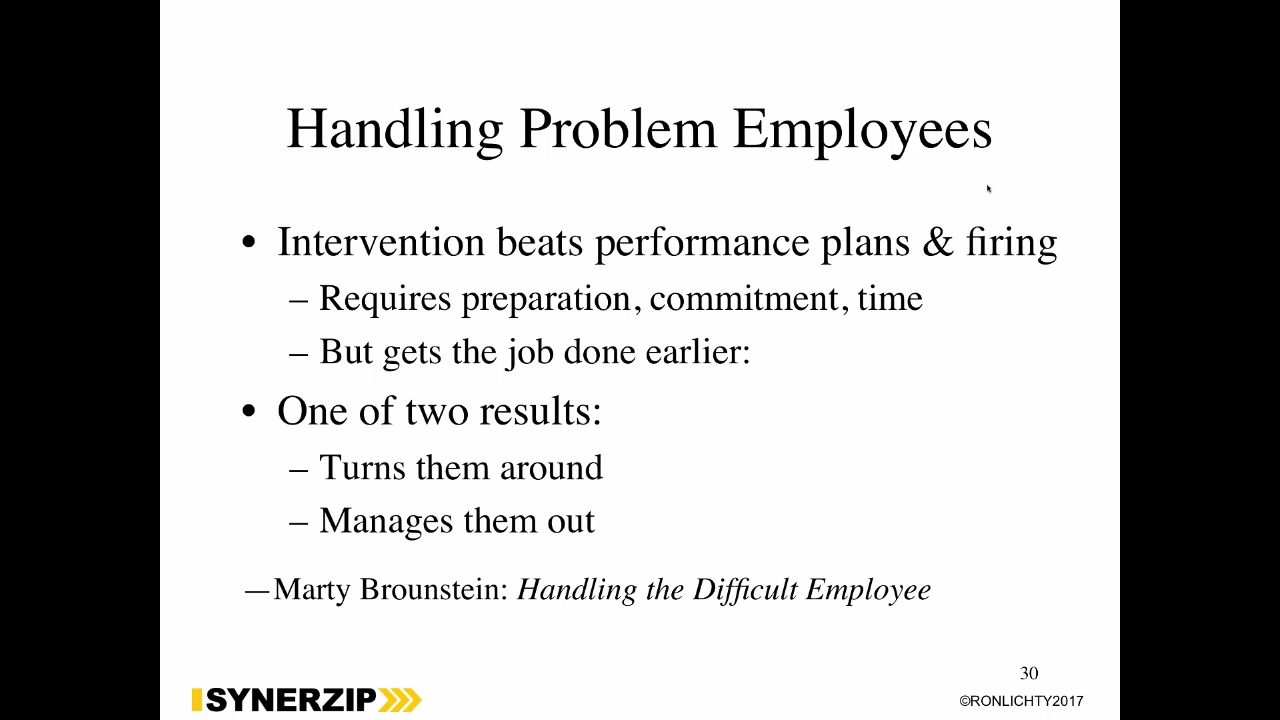 Handling Problem Employees
• Intervention beats performance plans & firing
– Requires preparation, commitment, time
– But gets the job done earlier:
• One of two results:
– Turns them around
– Manages them out
—Marty Brounstein: Handling the Difficult Employee
30
SYNERZIP
©RONLICHTY2017